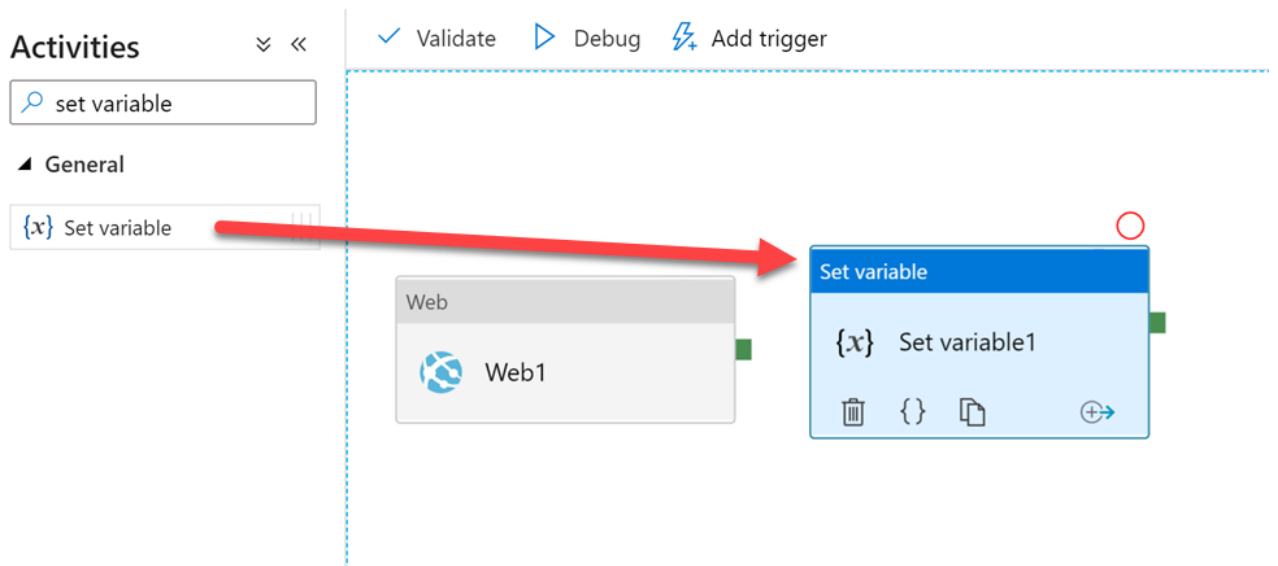 Activities
Validate
Debug
Add trigger
set variable
General
{x} Set variable
Set variable
{x} Set variable1
{}
Web
Web1